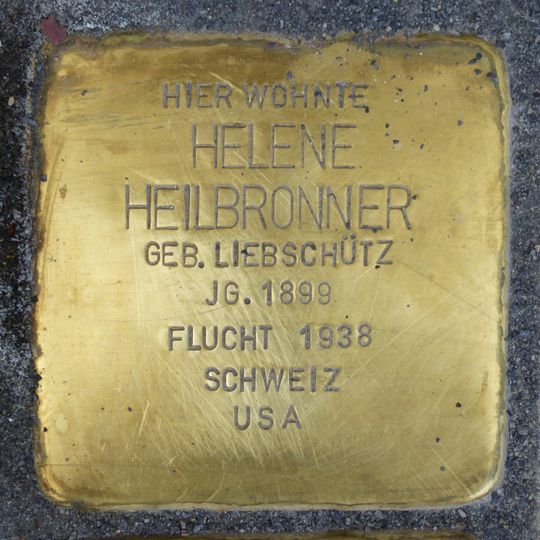 HIER WOHNTE
HELENE
HEILBRONNER
GEB. LIEBSCHÜTZ
JG. 1899
FLUCHT 1938
SCHWEIZ
USA